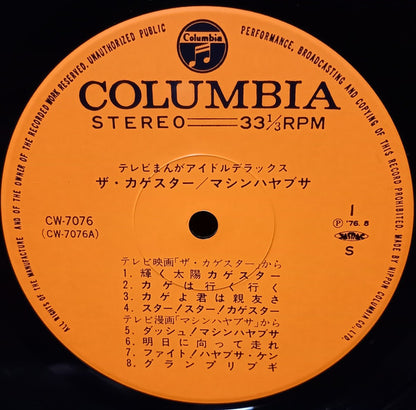 ALL RIGHTS OF THE MANUFACTURE AND OF THE OWNER OF THE RECORDED WORK RESERVED. UNAUTHORIZED PUBLIC PERFORMANCE, BROADCASTING AND COPYING OF THIS RECORD PROHIBITED. MADE BY NIPPON COLUMBIA CO., LTD.
Columbia
COLUMBIA
STEREO 33 1/3 RPM
テレビまんがアイドルデラックス
ザ・カゲスター/マシンハヤブサ
CW-7076
(CW-7076A)
1
Ⓟ '76. 8
S
テレビ映画「ザ・カゲスター」から
1. 輝く太陽カゲスター
2. カゲは行く行く
3. カゲよ君は親友さ
4. スター!スター!カゲスター
テレビ漫画「マシンハヤブサ」から
5. ダッシュ!マシンハヤブサ
6. 明日に向って走れ
7. ファイト!ハヤブサ・ケン
8. グランプリブギ